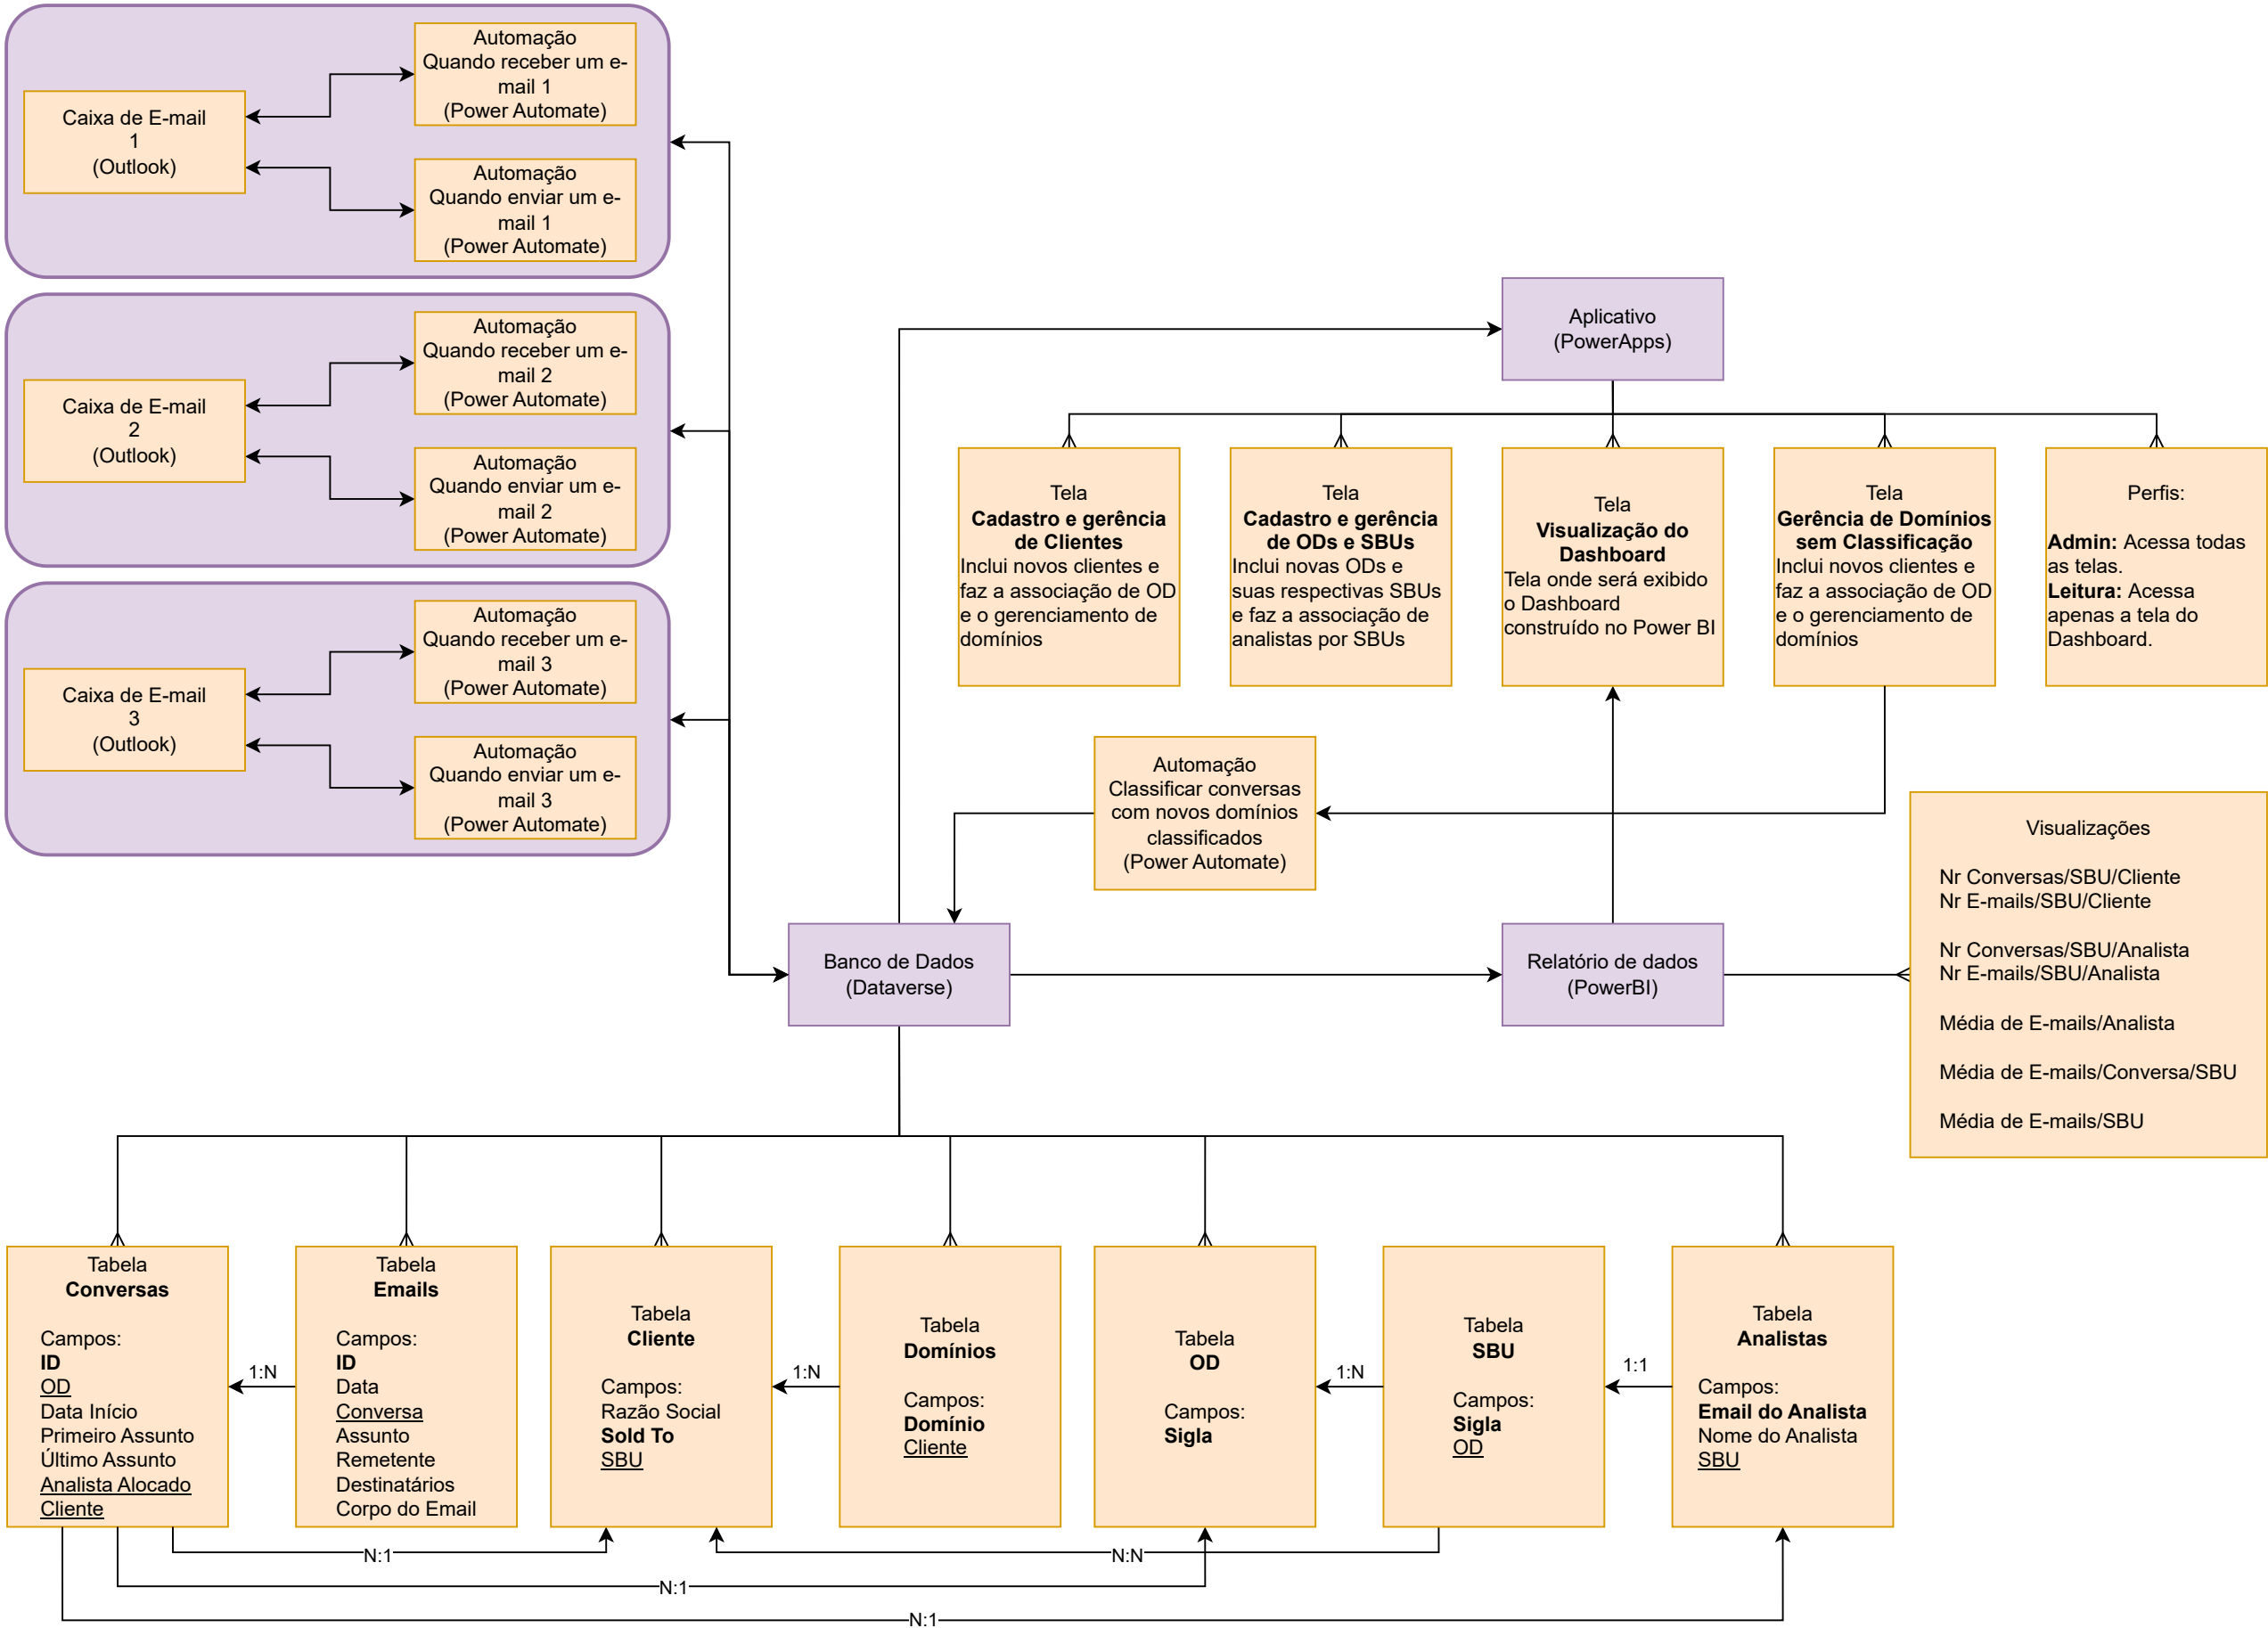 Automação
Quando receber um e-
mail 1
(Power Automate)
Caixa de E-mail
1
(Outlook)
Automação
Quando enviar um e-
mail 1
(Power Automate)
Automação
Quando receber um e-
mail 2
(Power Automate)
Caixa de E-mail
2
(Outlook)
Automação
Quando enviar um e-
mail 2
(Power Automate)
Automação
Quando receber um e-
mail 3
(Power Automate)
Caixa de E-mail
3
(Outlook)
Automação
Quando enviar um e-
mail 3
(Power Automate)
Aplicativo
(PowerApps)
Tela
Cadastro e gerência
de Clientes
Inclui novos clientes e
faz a associação de OD
e o gerenciamento de
domínios
Tela
Cadastro e gerência
de ODs e SBUs
Inclui novas ODs e
suas respectivas SBUs
e faz a associação de
analistas por SBUs
Tela
Visualização do
Dashboard
Tela onde será exibido
o Dashboard
construído no Power BI
Tela
Gerência de Domínios
sem Classificação
Inclui novos clientes e
faz a associação de OD
e o gerenciamento de
domínios
Perfis:
Admin: Acessa todas
as telas.
Leitura: Acessa
apenas a tela do
Dashboard.
Automação
Classificar conversas
com novos domínios
classificados
(Power Automate)
Banco de Dados
(Dataverse)
Relatório de dados
(PowerBI)
Visualizações
Nr Conversas/SBU/Cliente
Nr E-mails/SBU/Cliente
Nr Conversas/SBU/Analista
Nr E-mails/SBU/Analista
Média de E-mails/Analista
Média de E-mails/Conversa/SBU
Média de E-mails/SBU
Tabela
Conversas
Campos:
ID
OD
Data Início
Primeiro Assunto
Último Assunto
Analista Alocado
Cliente
1:N
Tabela
Emails
Campos:
ID
Data
Conversa
Assunto
Remetente
Destinatários
Corpo do Email
Tabela
Cliente
Campos:
Razão Social
Sold To
SBU
1:N
Tabela
Domínios
Campos:
Domínio
Cliente
Tabela
OD
Campos:
Sigla
1:N
Tabela
SBU
Campos:
Sigla
OD
1:1
Tabela
Analistas
Campos:
Email do Analista
Nome do Analista
SBU
N:1
N:N
N:1
N:1